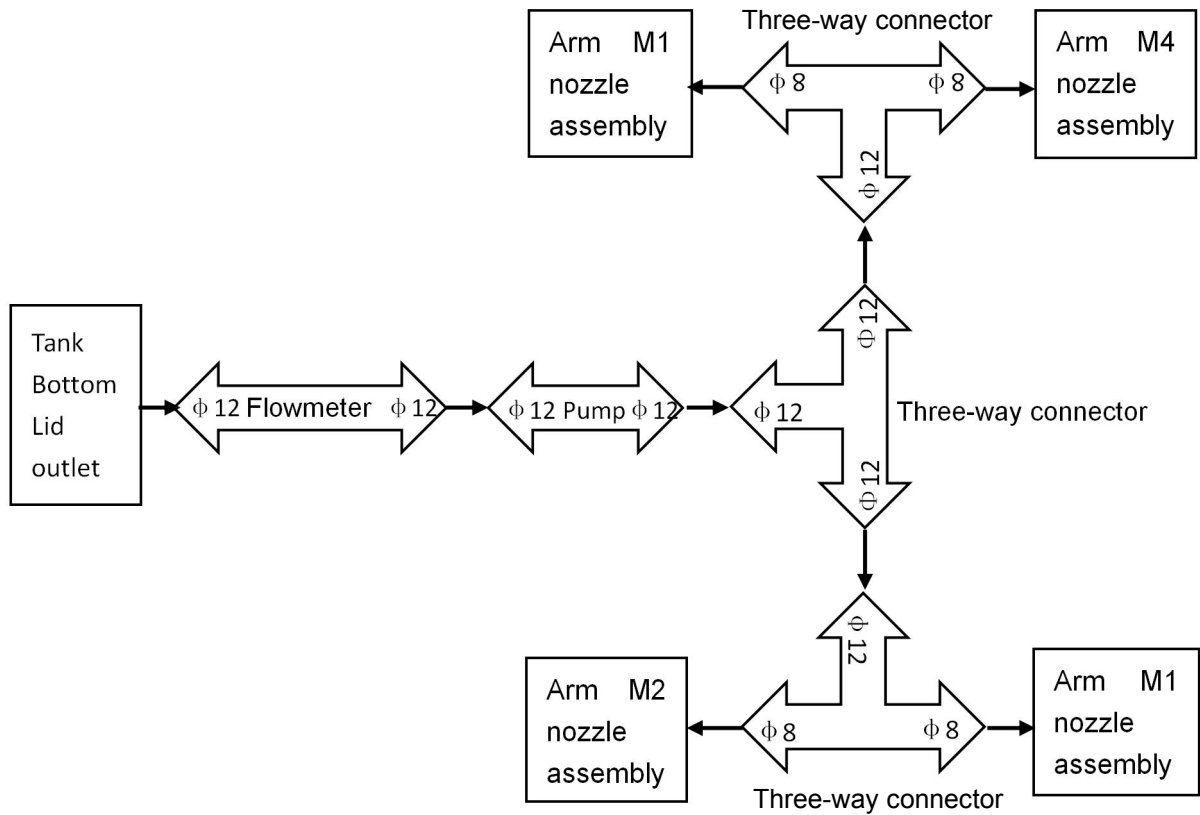 Three-way connector
Arm M1
nozzle
assembly
ϕ 8
ϕ 8
ϕ 12
Arm M4
nozzle
assembly
Tank
Bottom
Lid
outlet
ϕ 12 Flowmeter ϕ 12
ϕ 12 Pump ϕ 12
ϕ 12
ϕ 12
ϕ 12
Three-way connector
ϕ 12
Arm M2
nozzle
assembly
ϕ 8
ϕ 8
Arm M1
nozzle
assembly
Three-way connector